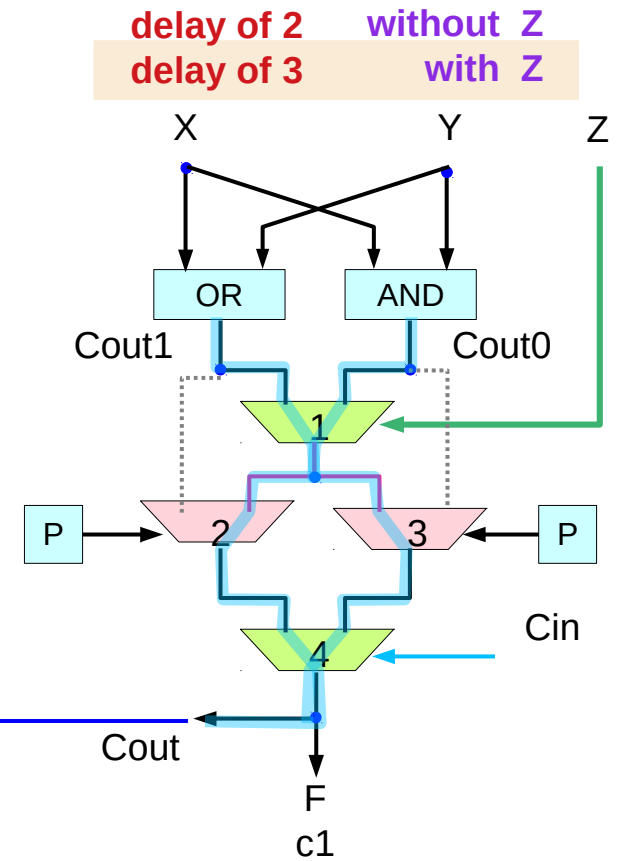 delay of 2 without Z
delay of 3 with Z
X Y Z
OR AND
Cout1 Cout0
1
P 2 3 P
Cin
4
Cout
F
c1